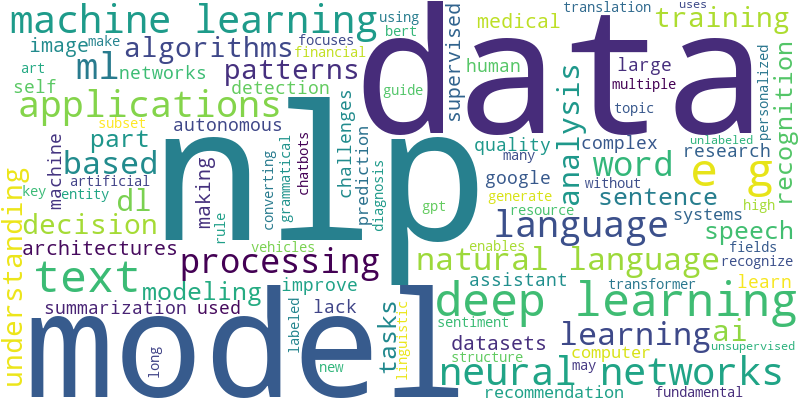 machine learning
data
translation
uses
image
make
algorithms
focuses
using
bert
financial
supervised
medical
training
art
ml
networks
patterns
human
large
multiple
personalized
recognition
self
detection
guide
topic
applications
nlp
challenges
analysis
subset
autonomous
part
quality
complex
unlabeled
research
based
machine
making
converting
grammatical
chatbots
prediction
diagnosis
many
google
word
e g
without
key
artificial
entity
dl
understanding
gpt
generate
resource
sentence
systems
high
decision
rule
language
speech
architectures
vehicles
processing
enables
natural language
fields
recognize
text
modeling
improve
assistant
transformer
learn
summarization used
lack
labeled
tasks
linguistic
deep learning
model
sentiment
learning
ai
long
new
datasets
structure
computer
may
unsupervised
neural networks
recommendation
fundamental